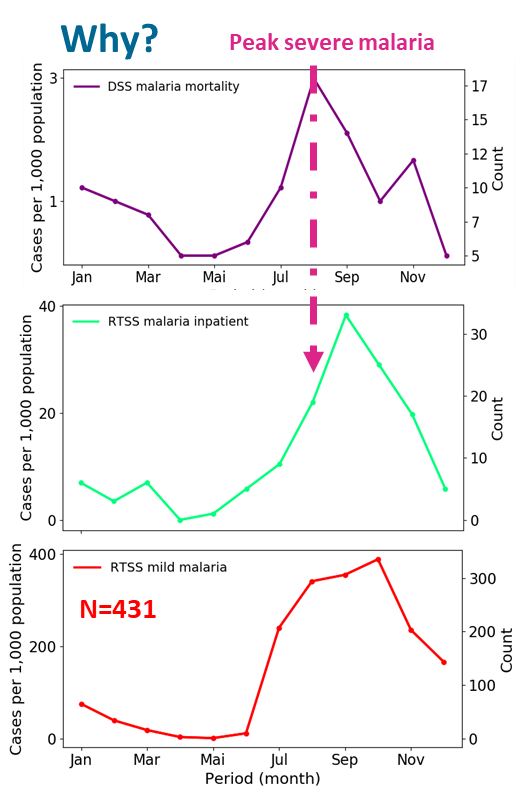 Why?
Peak severe malaria
DSS malaria mortality
Cases per 1,000 population
3
1
17
15
12
10
7
5
Count
Jan Mar May Jul Sep Nov
RTSS malaria inpatient
Cases per 1,000 population
40
20
0
30
20
10
0
Count
RTSS mild malaria
N=431
Cases per 1,000 population
400
200
0
300
200
100
0
Count
Jan Mar May Jul Sep Nov
Period (month)